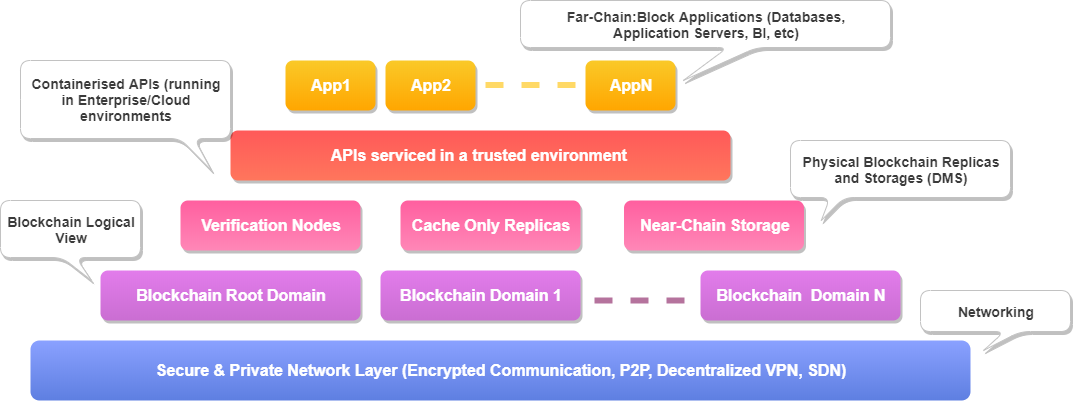 Far-Chain:Block Applications (Databases,
Application Servers, BI, etc)
Containerised APIs (running
in Enterprise/Cloud
environments
App1
App2
AppN
APIs serviced in a trusted environment
Physical Blockchain Replicas
and Storages (DMS)
Blockchain Logical
View
Verification Nodes
Cache Only Replicas
Near-Chain Storage
Blockchain Root Domain
Blockchain Domain 1
Blockchain  Domain N
Networking
Secure & Private Network Layer (Encrypted Communication, P2P, Decentralized VPN, SDN)